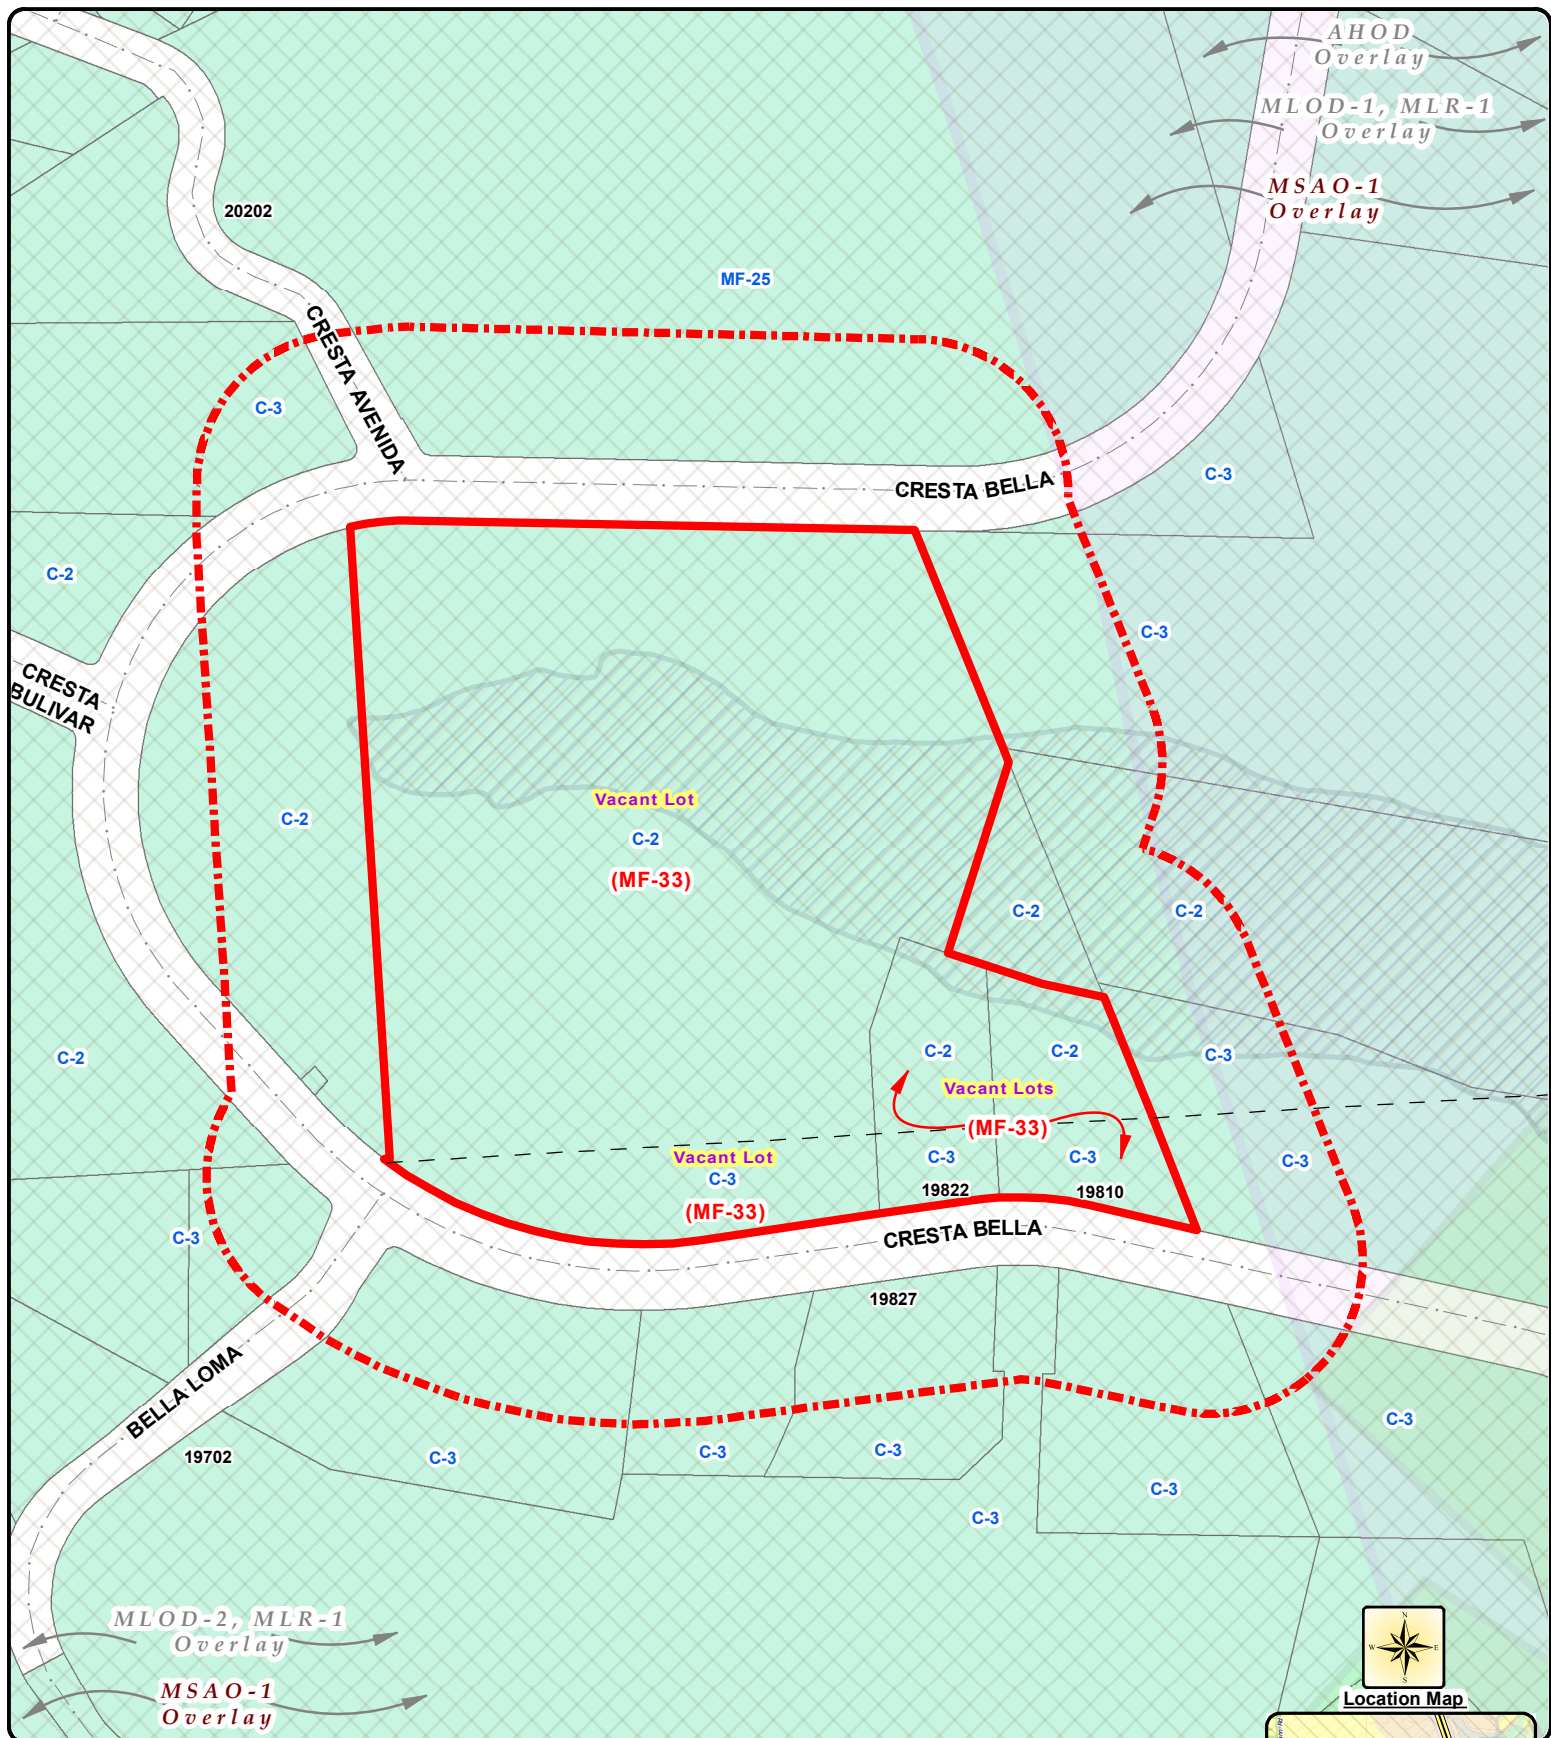 AHOD
Overlay
MLOD-1, MLR-1
Overlay
MSAO-1
Overlay
20202
MF-25
CRESTA AVENIDA
C-3
CRESTA BELLA
C-3
C-2
C-3
CRESTA
BULIVAR
Vacant Lot
C-2
C-2
(MF-33)
C-2
C-2
C-2
C-2
C-2
C-3
Vacant Lots
(MF-33)
Vacant Lot
C-3
C-3
C-3
C-3
(MF-33)
19822
19810
CRESTA BELLA
C-3
19827
BELLA LOMA
19702
C-3
C-3
C-3
C-3
C-3
C-3
MLOD-2, MLR-1
Overlay
MSAO-1
Overlay
N
W
E
S
Location Map